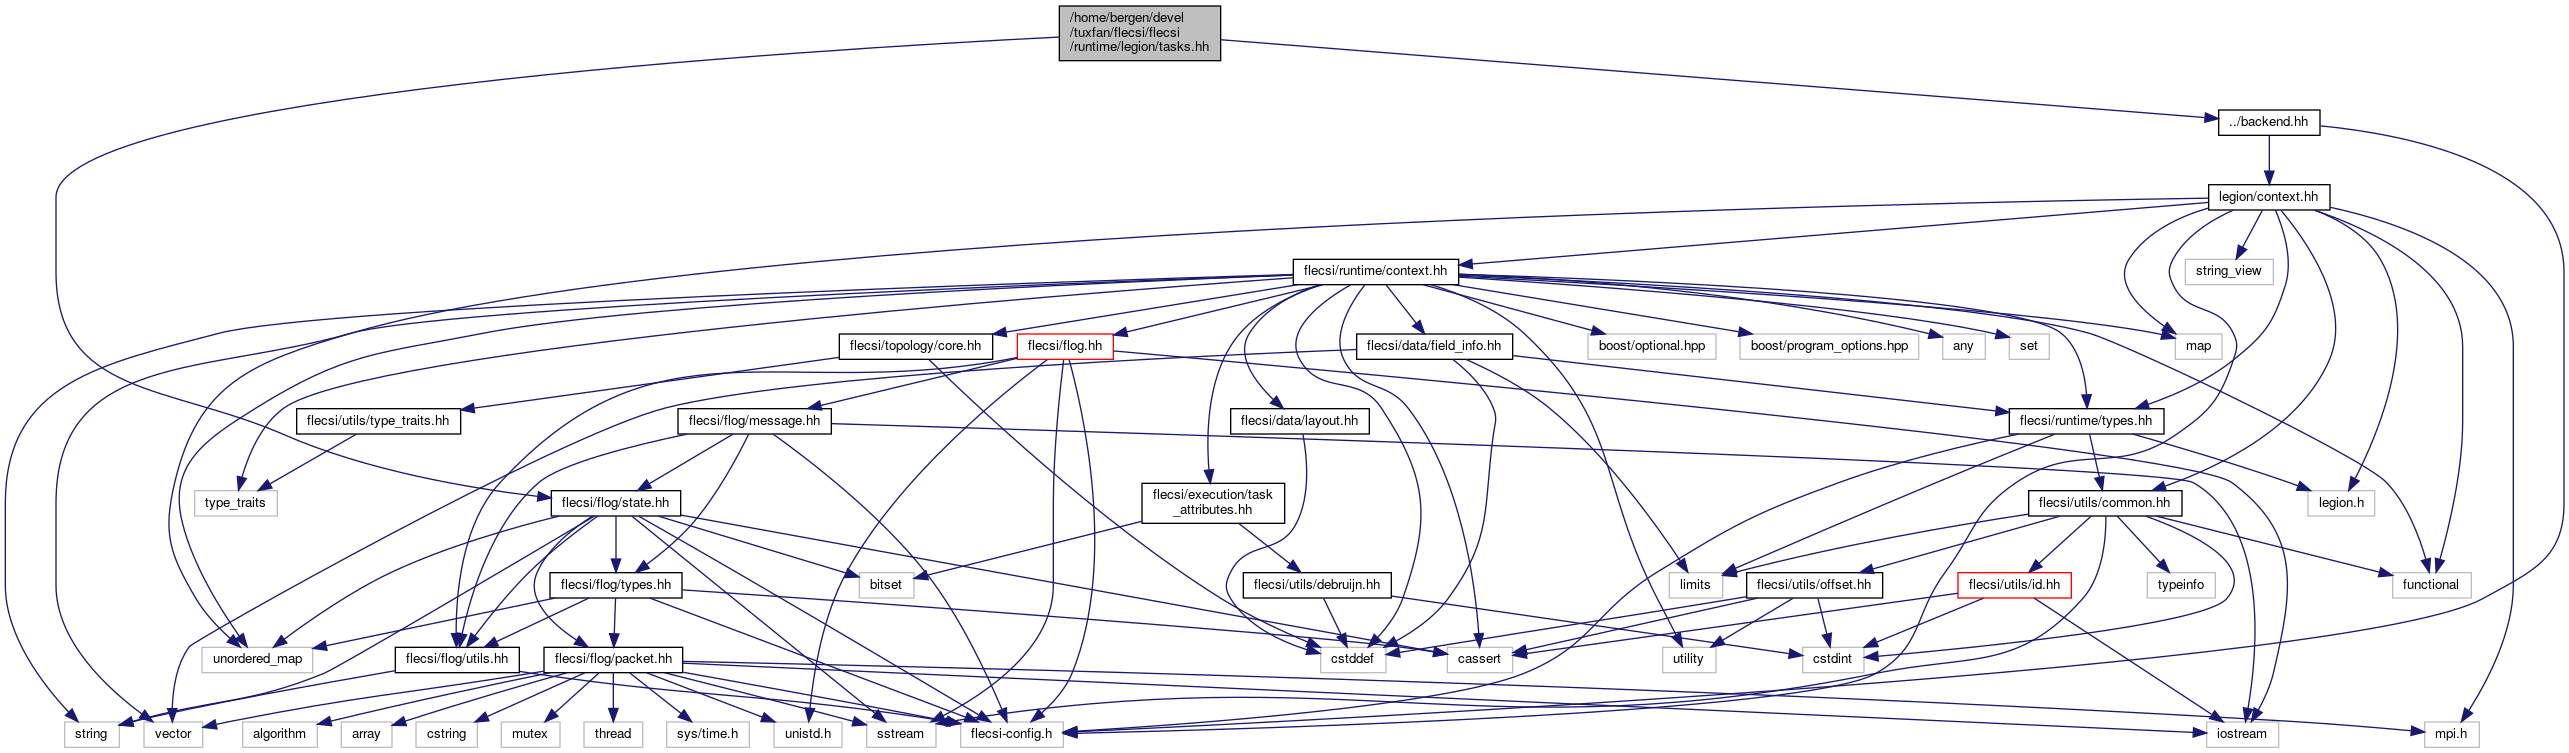 /home/bergen/devel
/tuxfan/flecsi/flecsi
/runtime/legion/tasks.hh
../backend.hh
legion/context.hh
flecsi/runtime/context.hh
string_view
flecsi/topology/core.hh
flecsi/flog.hh
flecsi/data/field_info.hh
boost/optional.hpp
boost/program_options.hpp
any
set
map
flecsi/utils/type_traits.hh
flecsi/flog/message.hh
flecsi/data/layout.hh
flecsi/runtime/types.hh
type_traits
flecsi/flog/state.hh
flecsi/execution/task
_attributes.hh
flecsi/utils/common.hh
legion.h
flecsi/flog/types.hh
bitset
flecsi/utils/debruijn.hh
limits
flecsi/utils/offset.hh
flecsi/utils/id.hh
typeinfo
functional
unordered_map
flecsi/flog/utils.hh
flecsi/flog/packet.hh
cstddef
cassert
utility
cstdint
string
vector
algorithm
array
cstring
mutex
thread
sys/time.h
unistd.h
sstream
flecsi-config.h
iostream
mpi.h